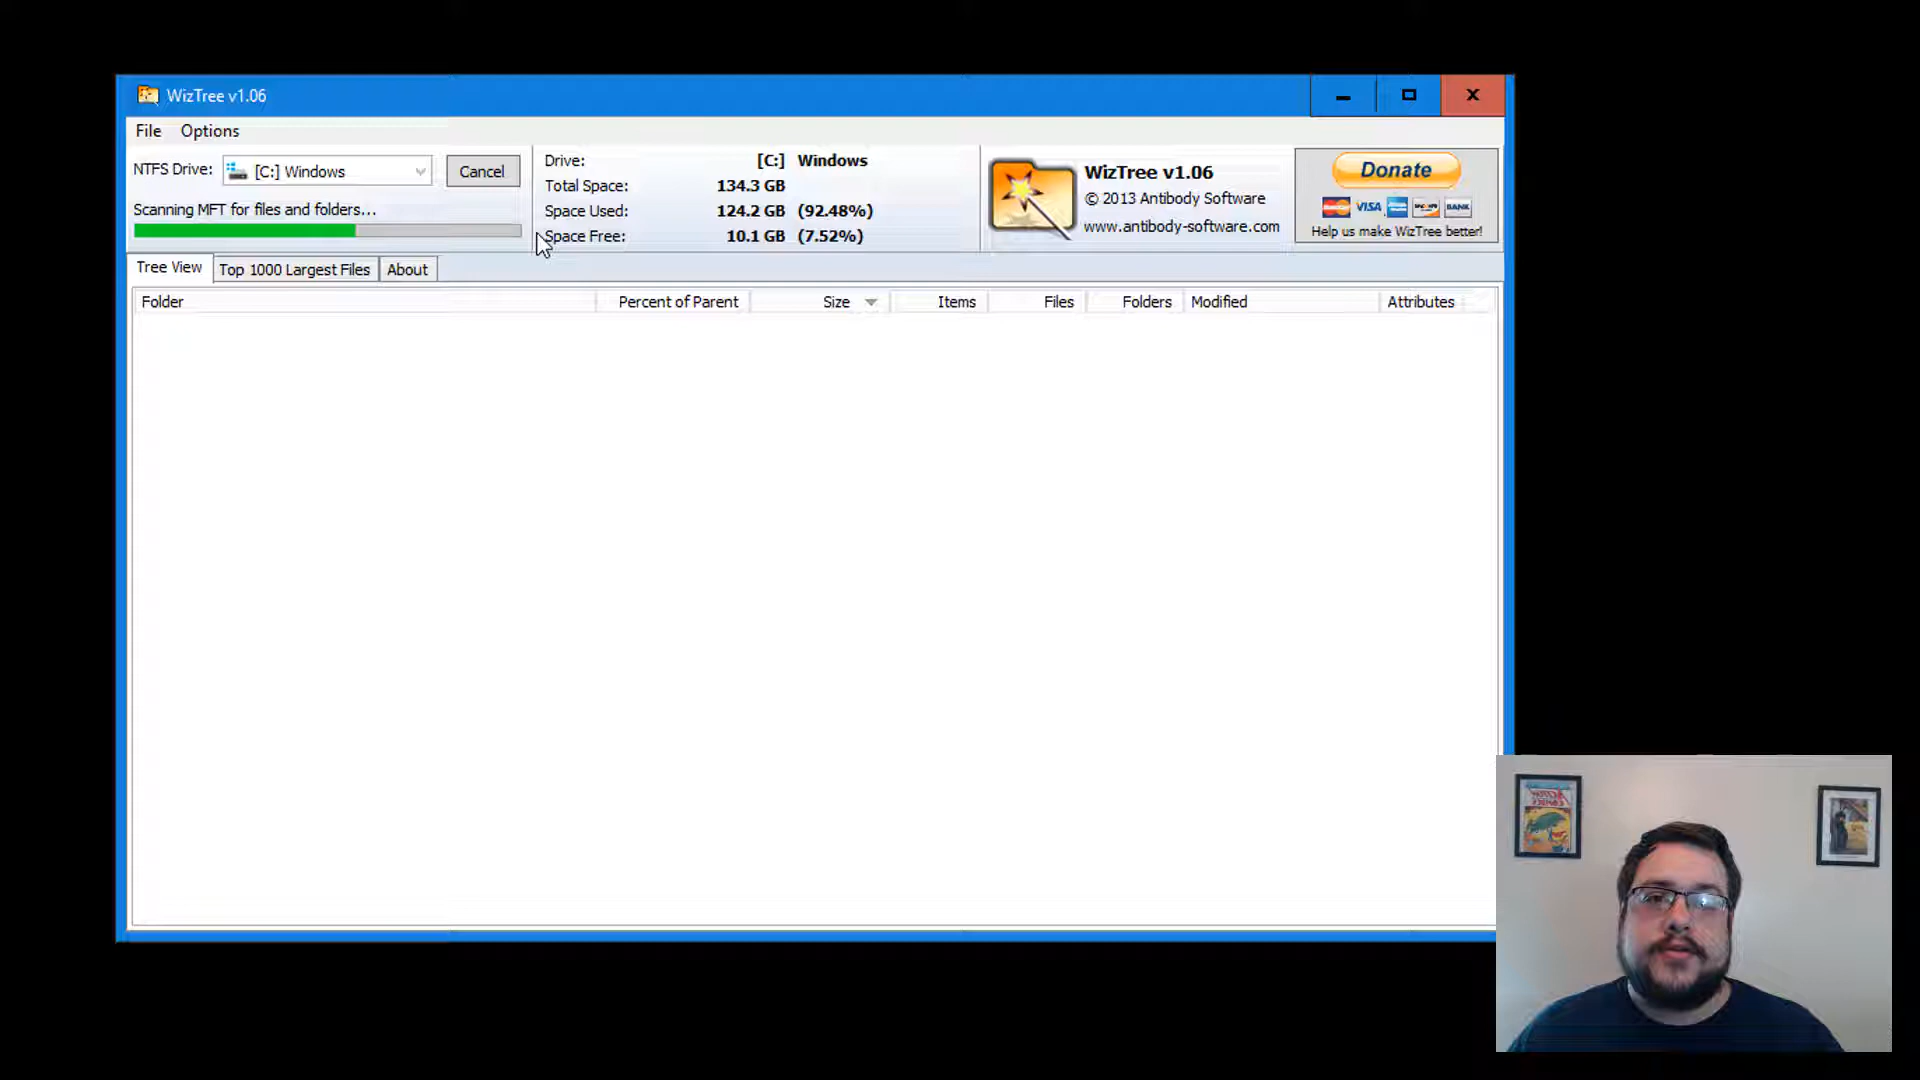 WizTree v1.06
File Options
NTFS Drive: [C:] Windows Cancel
Scanning MFT for files and folders...
Drive: [C:] Windows
Total Space: 134.3 GB
Space Used: 124.2 GB (92.48%)
Space Free: 10.1 GB (7.52%)
WizTree v1.06
© 2013 Antibody Software
www.antibody-software.com
Donate
VISA BANK
Help us make WizTree better!
Tree View Top 1000 Largest Files About
Folder Percent of Parent Size Items Files Folders Modified Attributes
ACTION
COMICS